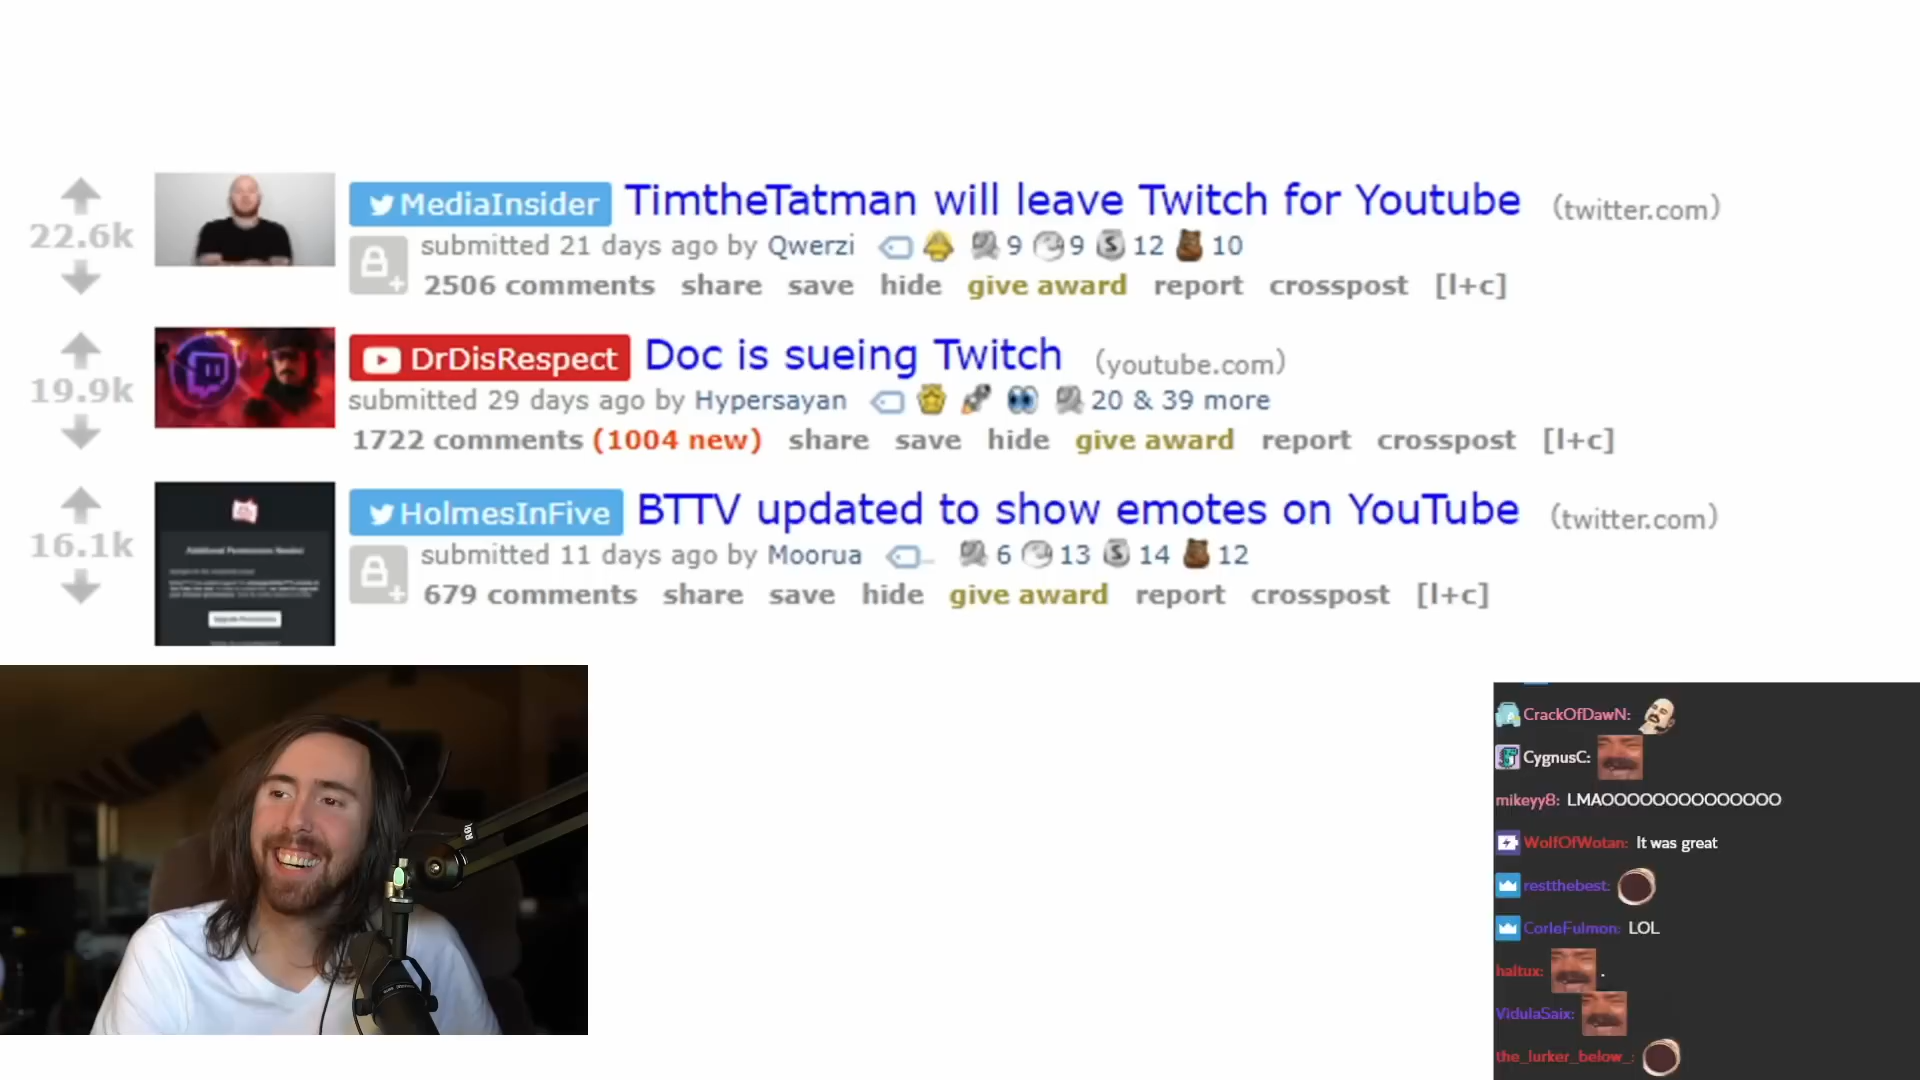 22.6k
MediaInsider TimtheTatman will leave Twitch for Youtube (twitter.com)
submitted 21 days ago by Qwerzi 9 9 12 10
2506 comments share save hide give award report crosspost [l+c]
19.9k
DrDisRespect Doc is sueing Twitch (youtube.com)
submitted 29 days ago by Hypersayan 20 & 39 more
1722 comments (1004 new) share save hide give award report crosspost [l+c]
16.1k
HolmesInFive BTTV updated to show emotes on YouTube (twitter.com)
submitted 11 days ago by Moorua 6 13 14 12
679 comments share save hide give award report crosspost [l+c]
CrackOfDawN:
CygnusC:
mikeyy8: LMAOOOOOOOOOOOOOO
WolfOfWotan: It was great
restthebest:
CorleFulmon: LOL
haltux: .
VidulaSaix:
the_lurker_below_: